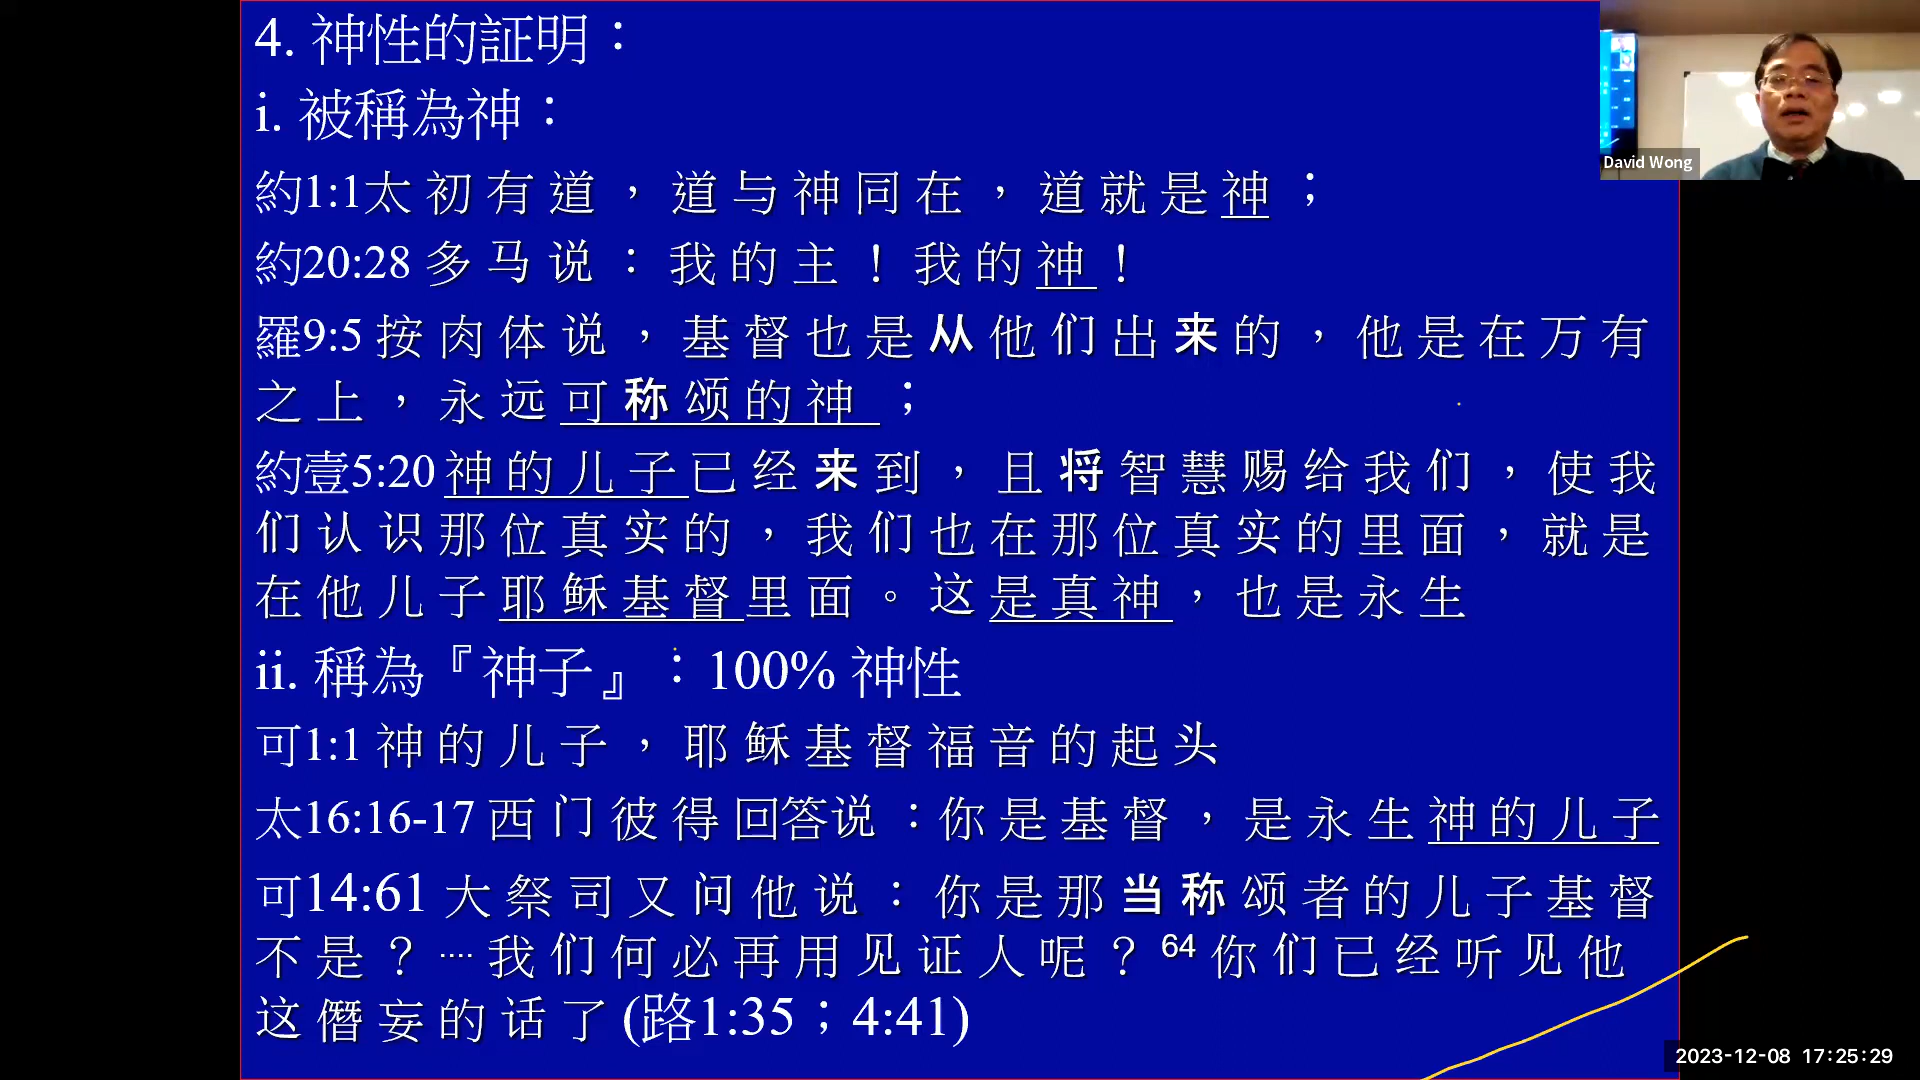 4. 神性的証明：
i. 被稱為神：
約1:1太初有道，道与神同在，道就是神；
約20:28 多马说：我的主！我的神！
羅9:5 按肉体说，基督也是从他们出来的，他是在万有
之上，永远可称颂的神；
約壹5:20 神的儿子已经来到，且将智慧赐给我们，使我
们认识那位真实的，我们也在那位真实的里面，就是
在他儿子耶稣基督里面。这是真神，也是永生
ii. 稱為『神子』：100% 神性
可1:1 神的儿子，耶稣基督福音的起头
太16:16-17 西门彼得回答说：你是基督，是永生神的儿子
可14:61 大祭司又问他说：你是那当称颂者的儿子基督
不是？···· 我们何必再用见证人呢？64 你们已经听见他
这僭妄的话了 (路1:35；4:41)
David Wong
2023-12-08 17:25:29